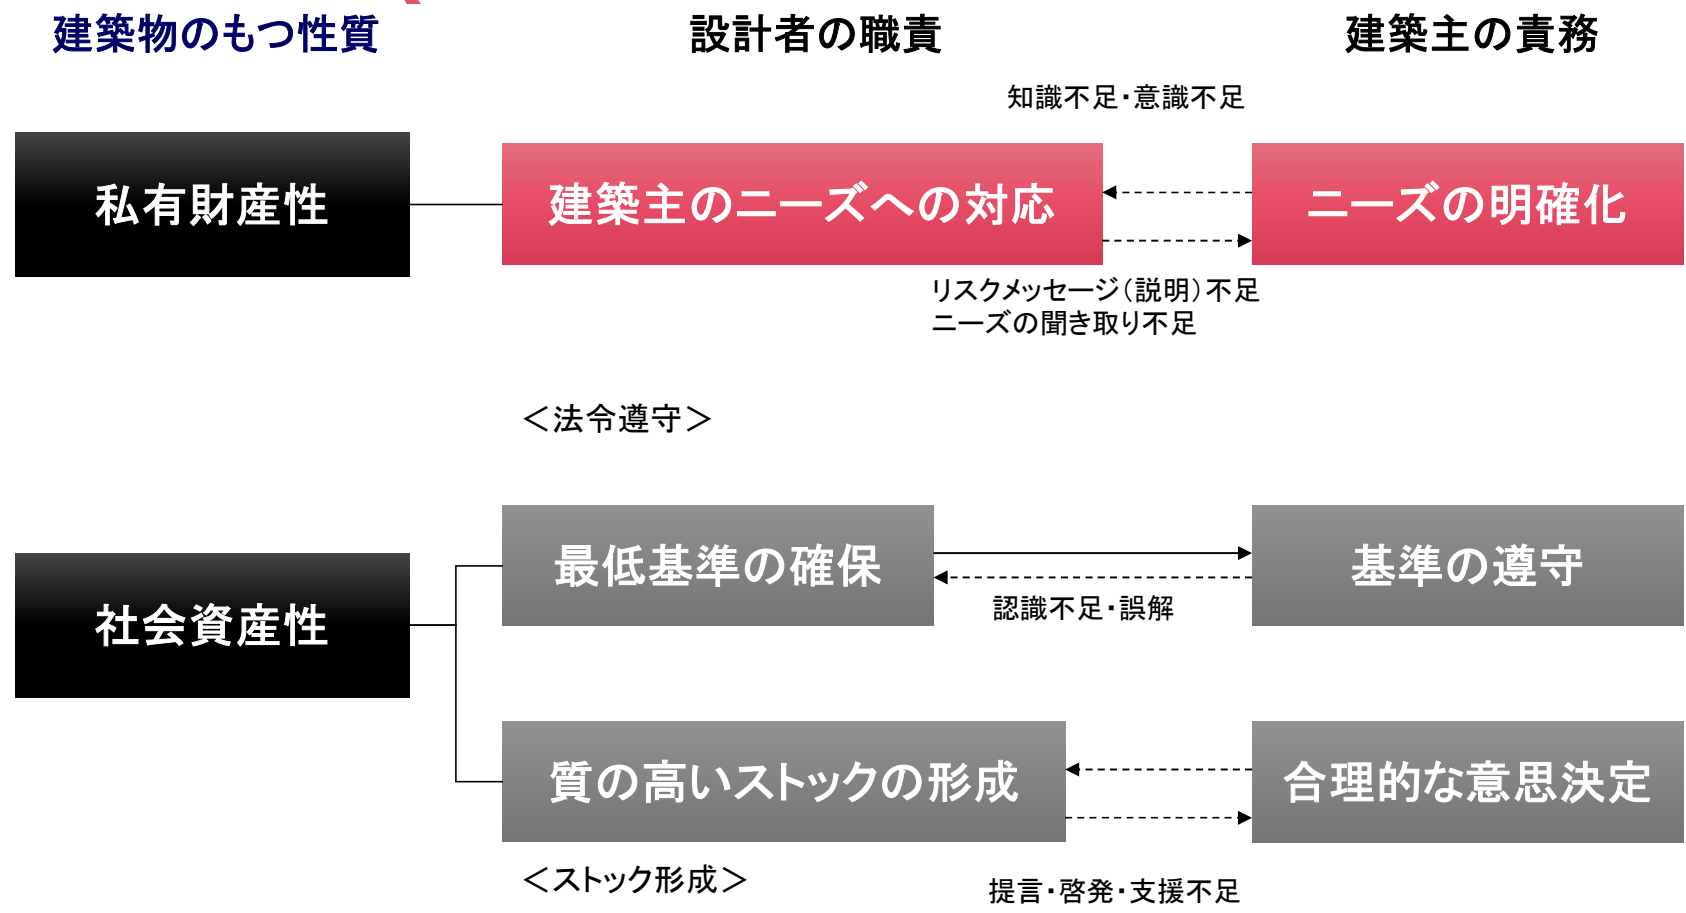 建築物のもつ性質
設計者の職責
建築主の責務
知識不足・意識不足
私有財産性
建築主のニーズへの対応
ニーズの明確化
リスクメッセージ（説明）不足
ニーズの聞き取り不足
＜法令遵守＞
最低基準の確保
基準の遵守
認識不足・誤解
社会資産性
質の高いストックの形成
合理的な意思決定
＜ストック形成＞
提言・啓発・支援不足